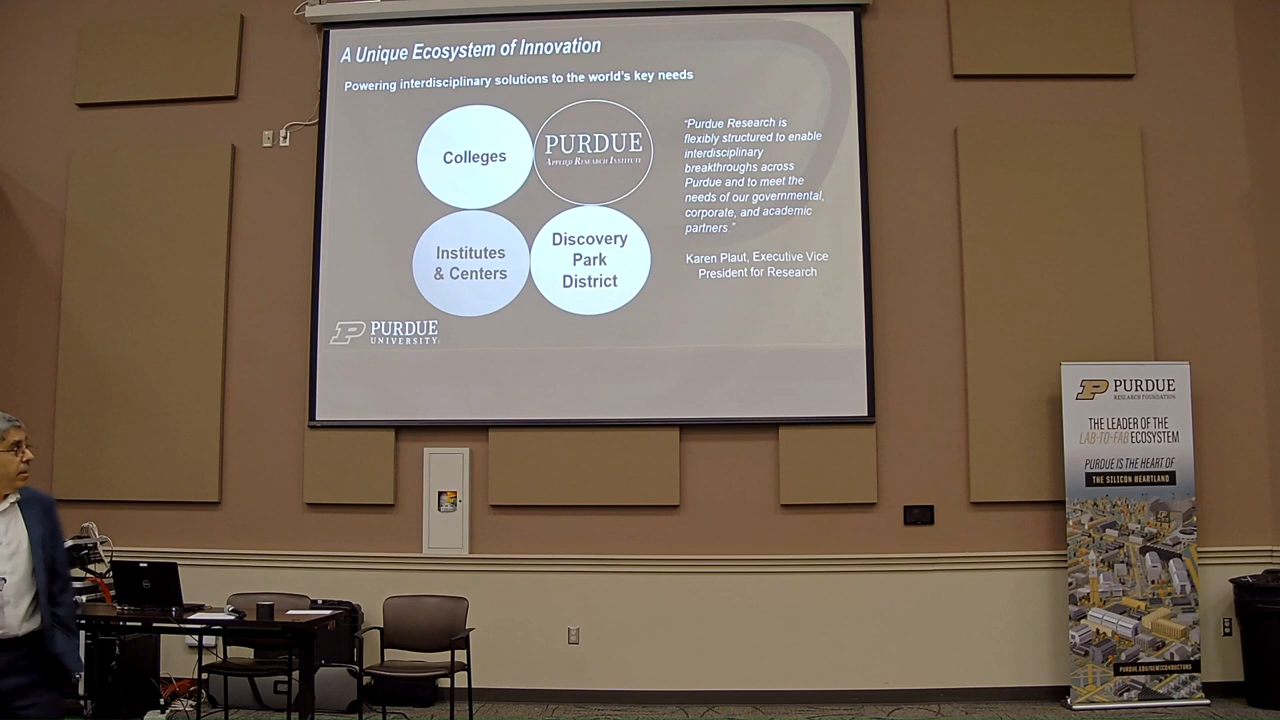 A Unique Ecosystem of Innovation
Powering interdisciplinary solutions to the world's key needs
Colleges
PURDUE
APPLIED RESEARCH INSTITUTE
Institutes
& Centers
Discovery
Park
District
"Purdue Research is
flexibly structured to enable
interdisciplinary
breakthroughs across
Purdue and to meet the
needs of our governmental,
corporate, and academic
partners."
Karen Plaut, Executive Vice
President for Research
PURDUE
UNIVERSITY
PURDUE
RESEARCH FOUNDATION
THE LEADER OF THE
LAB-TO-FAB ECOSYSTEM
PURDUE IS THE HEART OF
THE SILICON HEARTLAND
PURDUE.EDU/SEMICONDUCTORS